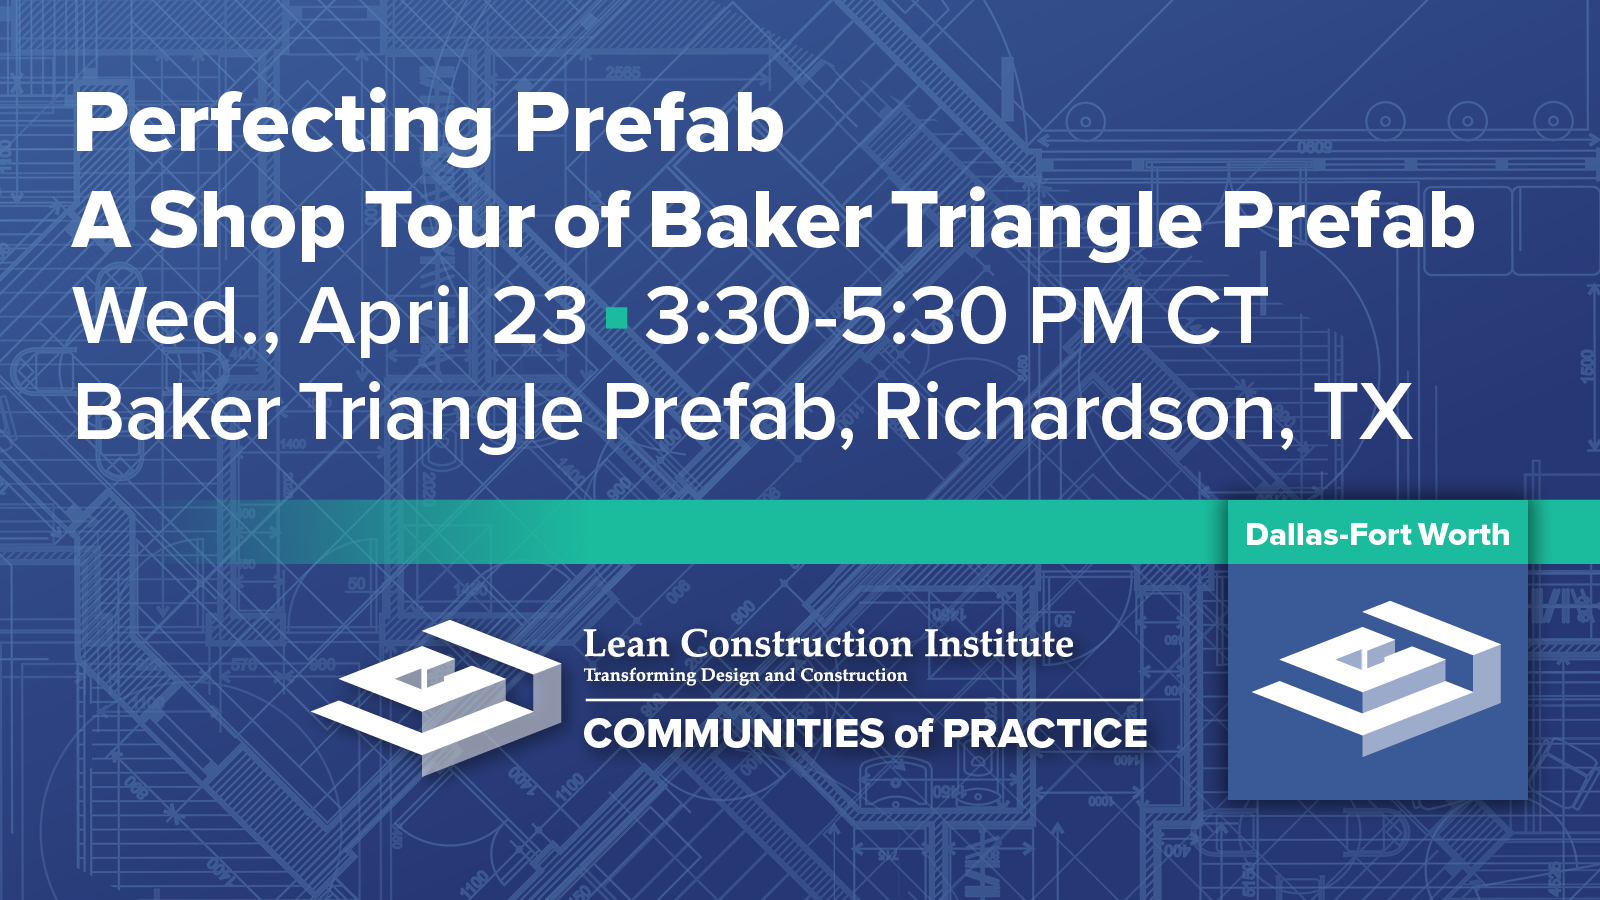 Perfecting Prefab
A Shop Tour of Baker Triangle Prefab
Wed., April 23 ▪ 3:30-5:30 PM CT
Baker Triangle Prefab, Richardson, TX
Dallas-Fort Worth
Lean Construction Institute
Transforming Design and Construction
COMMUNITIES of PRACTICE